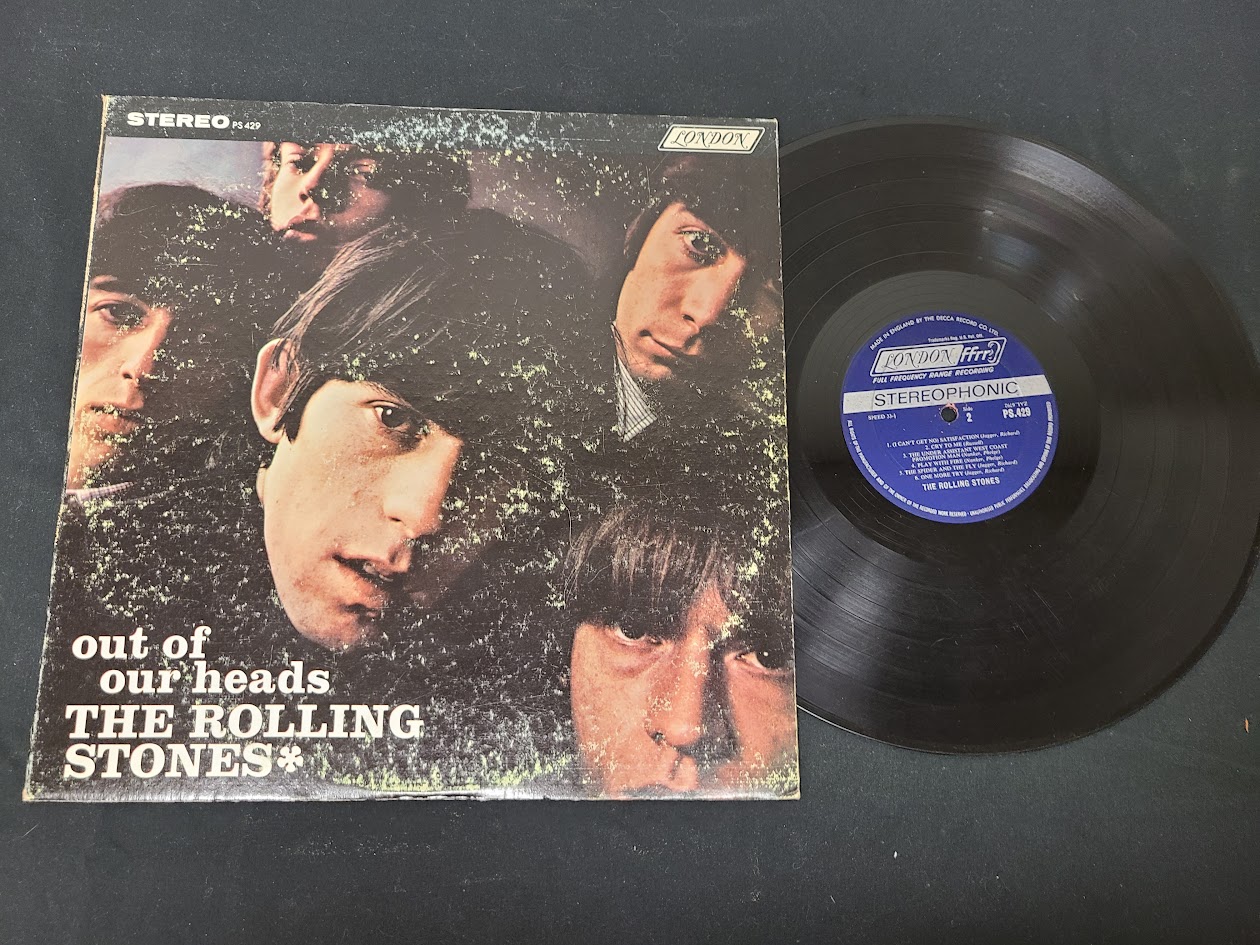 STEREO PS 429
LONDON
out of
our heads
THE ROLLING
STONES*
MADE IN ENGLAND BY THE DECCA RECORD CO. LTD.
LONDON ffrr
FULL FREQUENCY RANGE RECORDING
STEREOPHONIC
SPEED 33⅓
Side
2
PS.429
1. (I CAN'T GET NO) SATISFACTION (Jagger, Richard)
2. CRY TO ME (Russell)
3. THE UNDER ASSISTANT WEST COAST
PROMOTION MAN (Nanker, Phelge)
4. PLAY WITH FIRE (Nanker, Phelge)
5. THE SPIDER AND THE FLY (Jagger, Richard)
6. ONE MORE TRY (Jagger, Richard)
THE ROLLING STONES